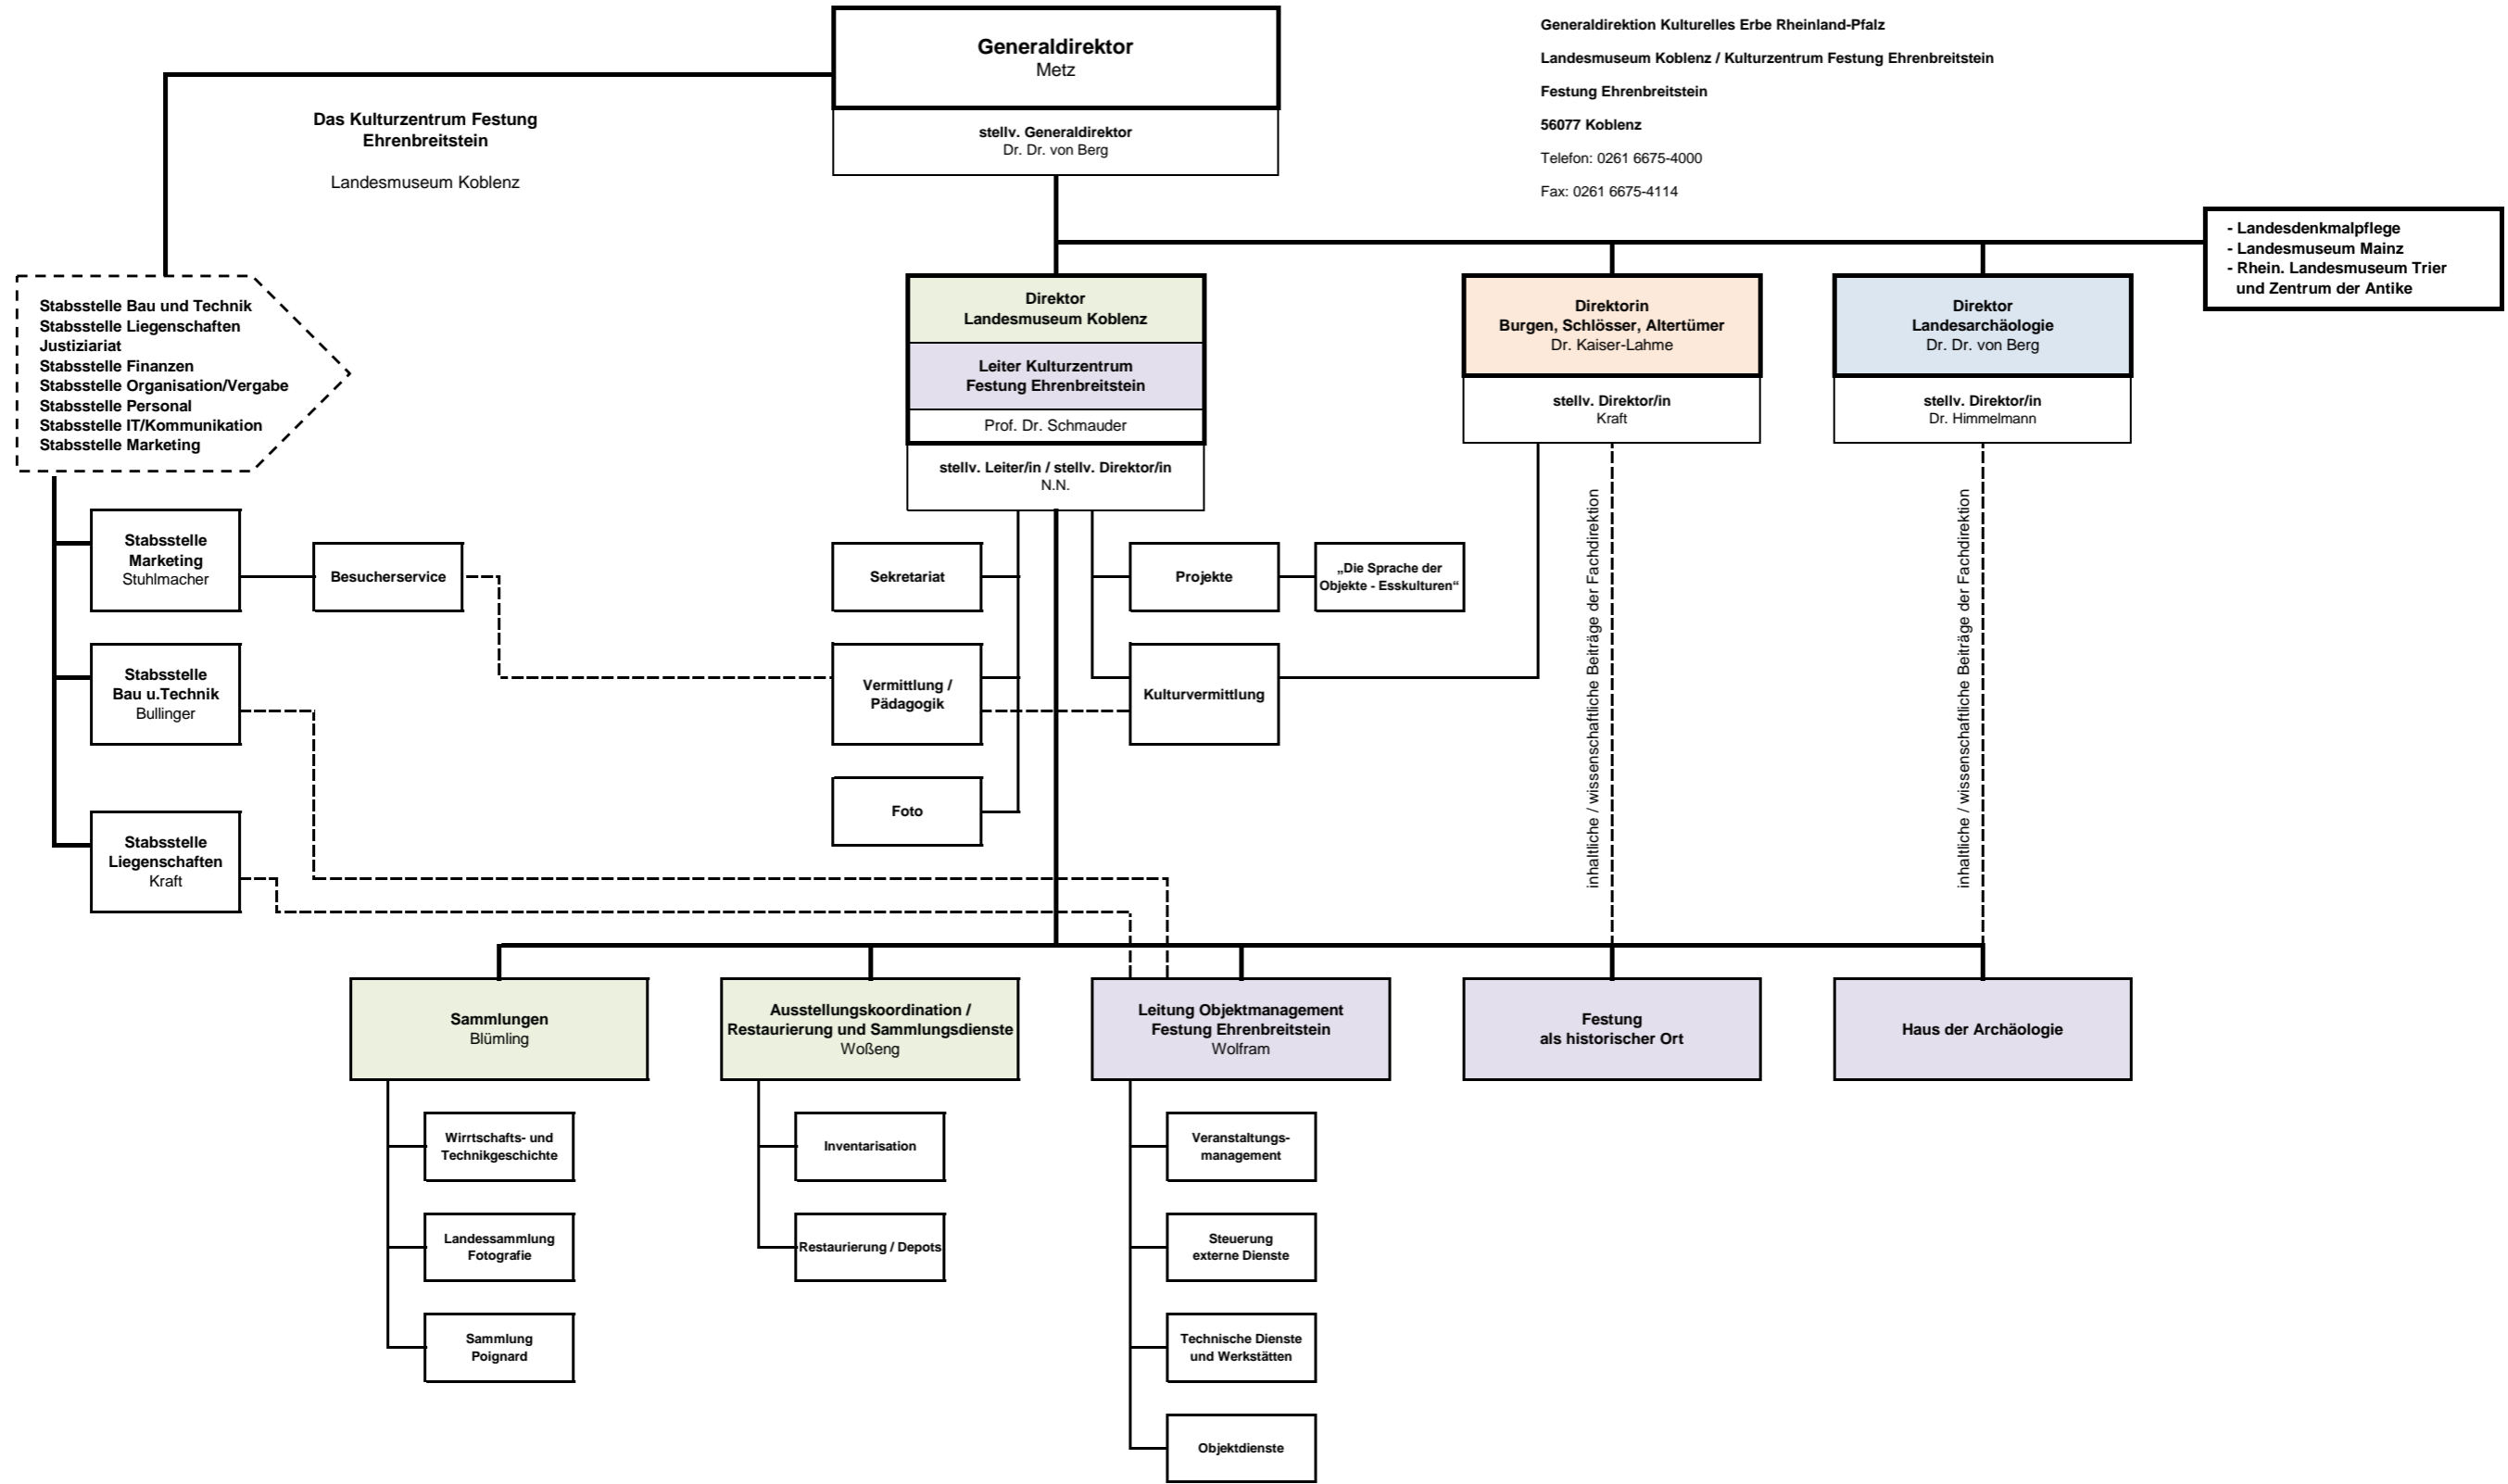 Generaldirektor
Metz
stellv. Generaldirektor
Dr. Dr. von Berg
Generaldirektion Kulturelles Erbe Rheinland-Pfalz
Landesmuseum Koblenz / Kulturzentrum Festung Ehrenbreitstein
Festung Ehrenbreitstein
56077 Koblenz
Telefon: 0261 6675-4000
Fax: 0261 6675-4114
Das Kulturzentrum Festung
Ehrenbreitstein
Landesmuseum Koblenz
- Landesdenkmalpflege
- Landesmuseum Mainz
- Rhein. Landesmuseum Trier
und Zentrum der Antike
Stabsstelle Bau und Technik
Stabsstelle Liegenschaften
Justiziariat
Stabsstelle Finanzen
Stabsstelle Organisation/Vergabe
Stabsstelle Personal
Stabsstelle IT/Kommunikation
Stabsstelle Marketing
Direktor
Landesmuseum Koblenz
Leiter Kulturzentrum
Festung Ehrenbreitstein
Prof. Dr. Schmauder
stellv. Leiter/in / stellv. Direktor/in
N.N.
Direktorin
Burgen, Schlösser, Altertümer
Dr. Kaiser-Lahme
stellv. Direktor/in
Kraft
Direktor
Landesarchäologie
Dr. Dr. von Berg
stellv. Direktor/in
Dr. Himmelmann
Stabsstelle
Marketing
Stuhlmacher
Besucherservice
Sekretariat
Projekte
„Die Sprache der
Objekte - Esskulturen“
Stabsstelle
Bau u.Technik
Bullinger
Vermittlung /
Pädagogik
Kulturvermittlung
Foto
Stabsstelle
Liegenschaften
Kraft
inhaltliche / wissenschaftliche Beiträge der Fachdirektion
inhaltliche / wissenschaftliche Beiträge der Fachdirektion
Sammlungen
Blümling
Ausstellungskoordination /
Restaurierung und Sammlungsdienste
Woßeng
Leitung Objektmanagement
Festung Ehrenbreitstein
Wolfram
Festung
als historischer Ort
Haus der Archäologie
Wirrtschafts- und
Technikgeschichte
Landessammlung
Fotografie
Sammlung
Poignard
Inventarisation
Restaurierung / Depots
Veranstaltungs-
management
Steuerung
externe Dienste
Technische Dienste
und Werkstätten
Objektdienste